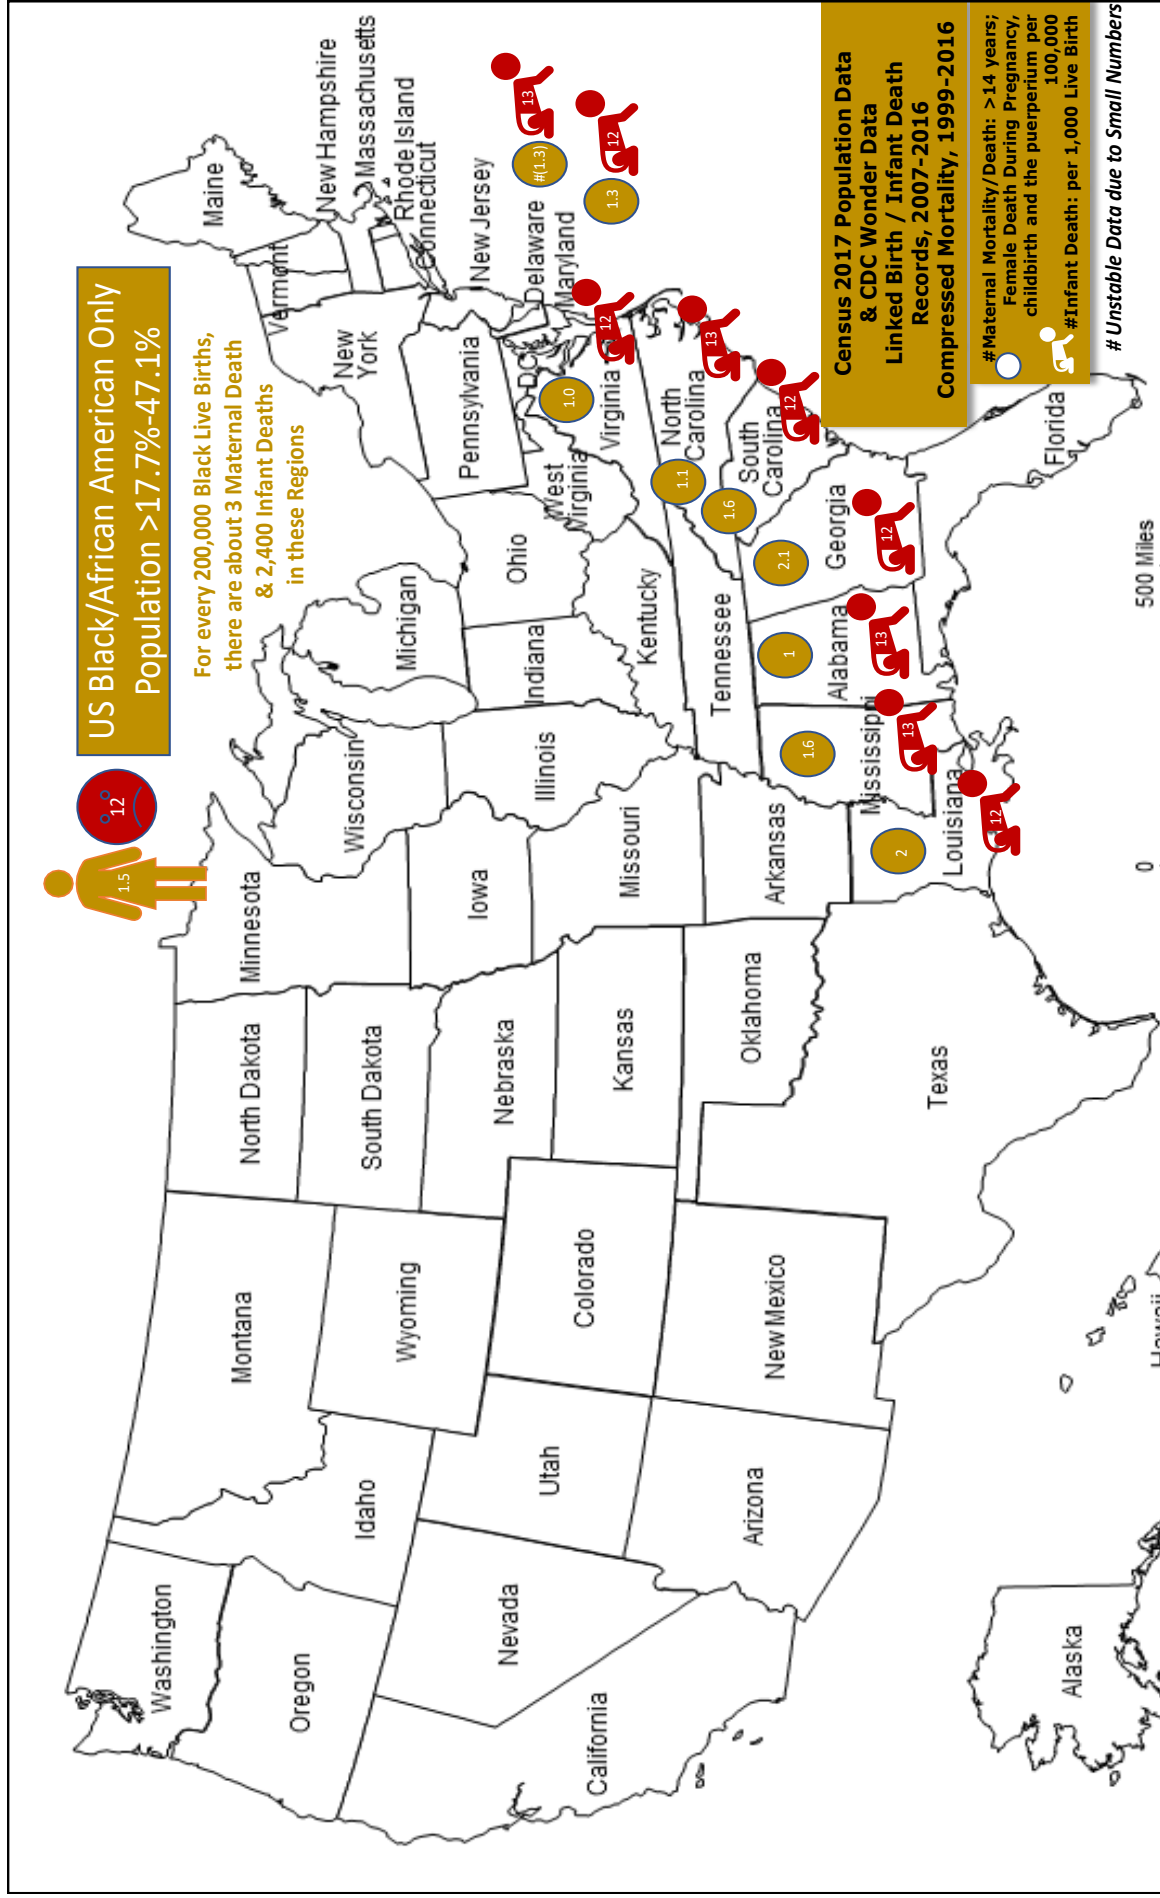 US Black/African American Only
Population >17.7%-47.1%
12
1.5
For every 200,000 Black Live Births,
there are about 3 Maternal Death
& 2,400 Infant Deaths
in these Regions
Washington
Oregon
California
Nevada
Idaho
Montana
Wyoming
Utah
Arizona
Colorado
New Mexico
North Dakota
South Dakota
Nebraska
Kansas
Oklahoma
Texas
Minnesota
Iowa
Missouri
Arkansas
Louisiana
2
12
Wisconsin
Illinois
Mississippi
1.6
13
Michigan
Indiana
Ohio
Kentucky
Tennessee
Alabama
1
13
Georgia
2.1
12
Florida
South
Carolina
1.6
12
North
Carolina
1.1
13
West
Virginia
Virginia
1.0
12
DC
Pennsylvania
New
York
Vermont
Maine
New Hampshire
Massachusetts
Rhode Island
Connecticut
New Jersey
Delaware
#(1.3)
13
Maryland
1.3
12
Alaska
Hawaii
0
500 Miles
Census 2017 Population Data
& CDC Wonder Data
Linked Birth / Infant Death
Records, 2007-2016
Compressed Mortality, 1999-2016
#Maternal Mortality/Death: >14 years;
Female Death During Pregnancy,
childbirth and the puerperium per
100,000
#Infant Death: per 1,000 Live Birth
# Unstable Data due to Small Numbers